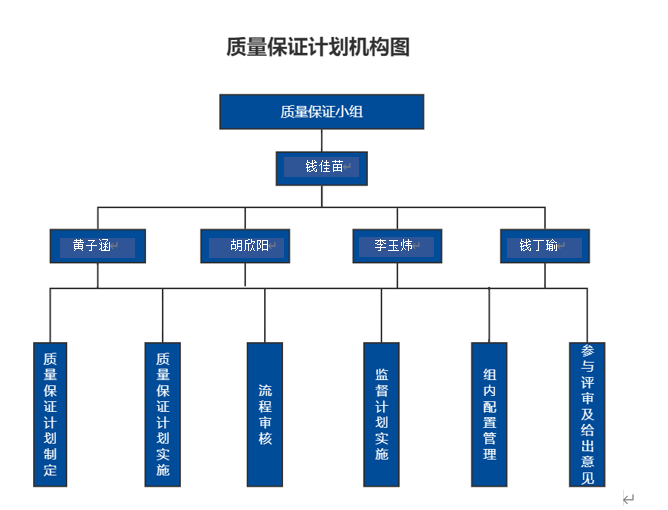 质量保证计划机构图
质量保证小组
钱佳苗
黄子涵
胡欣阳
李玉炜
钱丁瑜
质量保证计划制定
质量保证计划实施
流程审核
监督计划实施
组内配置管理
参与评审及给出意见